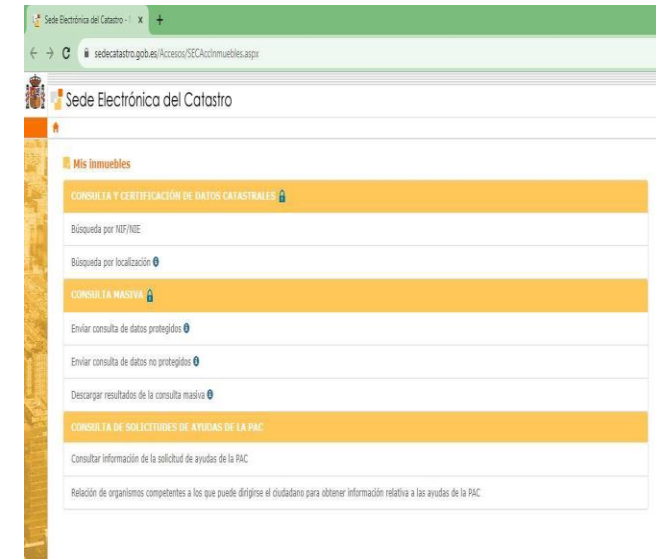 Sede Electrónica del Catastro - I
sedecatastro.gob.es/Accesos/SECAccInmuebles.aspx
Sede Electrónica del Catastro
Mis inmuebles
CONSULTA Y CERTIFICACIÓN DE DATOS CATASTRALES
Búsqueda por NIF/NIE
Búsqueda por localización
CONSULTA MASIVA
Enviar consulta de datos protegidos
Enviar consulta de datos no protegidos
Descargar resultados de la consulta masiva
CONSULTA DE SOLICITUDES DE AYUDAS DE LA PAC
Consultar información de la solicitud de ayudas de la PAC
Relación de organismos competentes a los que puede dirigirse el ciudadano para obtener información relativa a las ayudas de la PAC